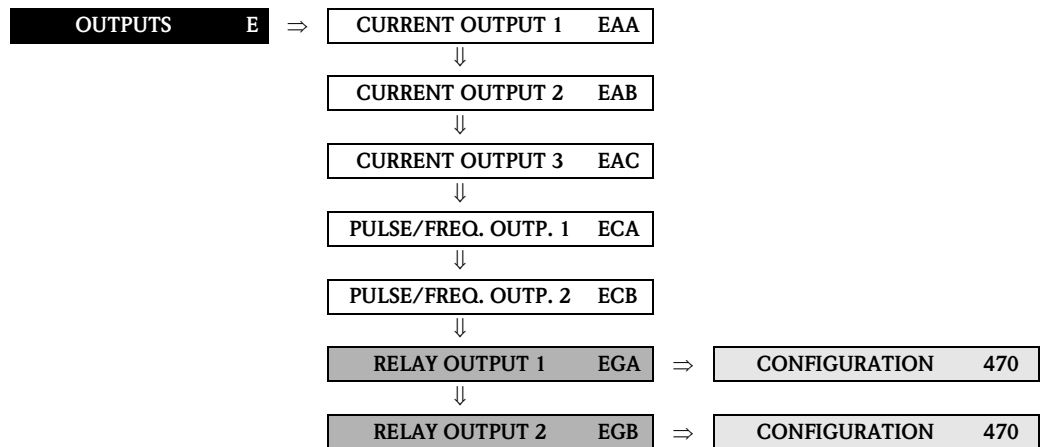 OUTPUTS E ⇒ CURRENT OUTPUT 1 EAA
⇓
CURRENT OUTPUT 2 EAB
⇓
CURRENT OUTPUT 3 EAC
⇓
PULSE/FREQ. OUTP. 1 ECA
⇓
PULSE/FREQ. OUTP. 2 ECB
⇓
RELAY OUTPUT 1 EGA ⇒ CONFIGURATION 470
⇓
RELAY OUTPUT 2 EGB ⇒ CONFIGURATION 470